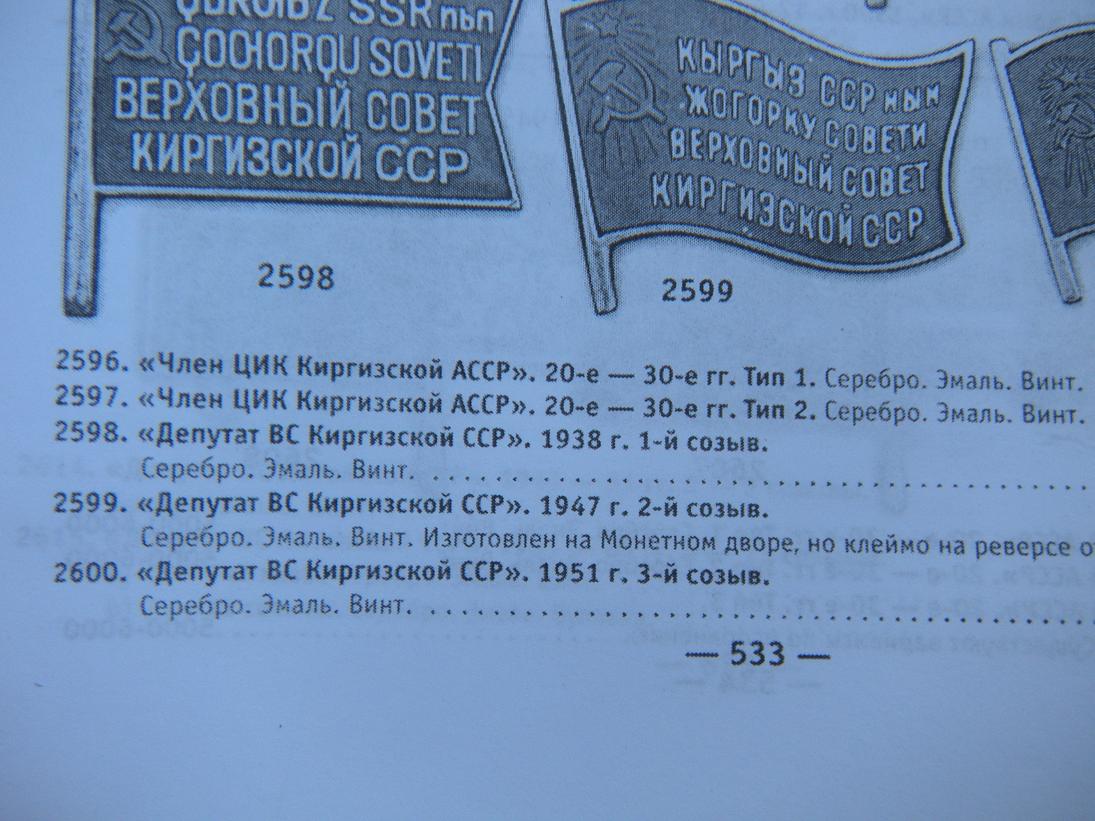 SSR
ÇOCHORQU SOVETI
ВЕРХОВНЫЙ СОВЕТ
КИРГИЗСКОЙ ССР
КЫРГЫЗ ССР НЫН
ЖОГОРКУ СОВЕТИ
ВЕРХОВНЫЙ СОВЕТ
КИРГИЗСКОЙ ССР
2598
2599
2596. «Член ЦИК Киргизской АССР». 20-е — 30-е гг. Тип 1. Серебро. Эмаль. Винт.
2597. «Член ЦИК Киргизской АССР». 20-е — 30-е гг. Тип 2. Серебро. Эмаль. Винт.
2598. «Депутат ВС Киргизской ССР». 1938 г. 1-й созыв.
Серебро. Эмаль. Винт.
2599. «Депутат ВС Киргизской ССР». 1947 г. 2-й созыв.
Серебро. Эмаль. Винт. Изготовлен на Монетном дворе, но клеймо на реверсе
2600. «Депутат ВС Киргизской ССР». 1951 г. 3-й созыв.
Серебро. Эмаль. Винт.
— 533 —